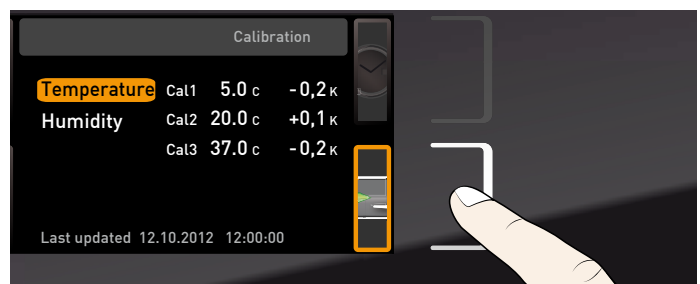 Calibration
Temperature Cal1 5.0 C -0,2 K
Humidity Cal2 20.0 C +0,1 K
Cal3 37.0 C -0,2 K
Last updated 12.10.2012 12:00:00